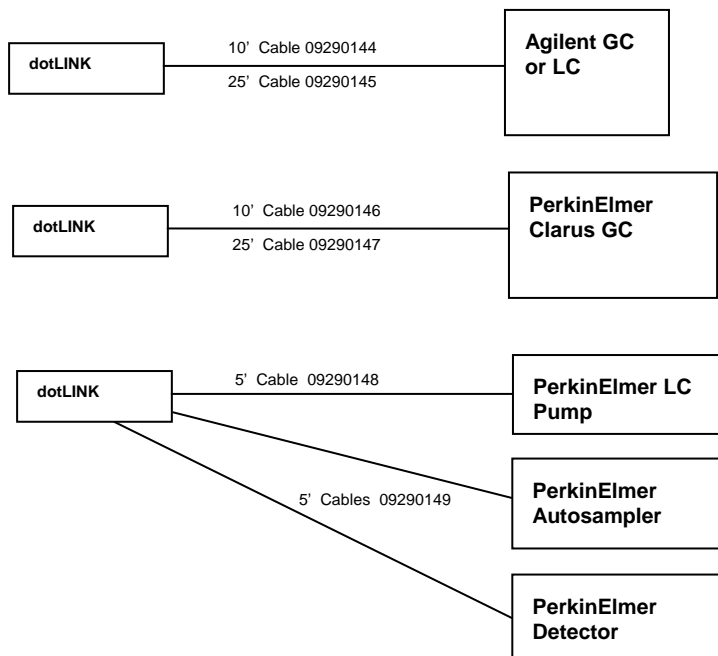 dotLINK
10’ Cable 09290144
25’ Cable 09290145
Agilent GC
or LC
dotLINK
10’ Cable 09290146
25’ Cable 09290147
PerkinElmer
Clarus GC
dotLINK
5’ Cable 09290148
PerkinElmer LC
Pump
5’ Cables 09290149
PerkinElmer
Autosampler
PerkinElmer
Detector